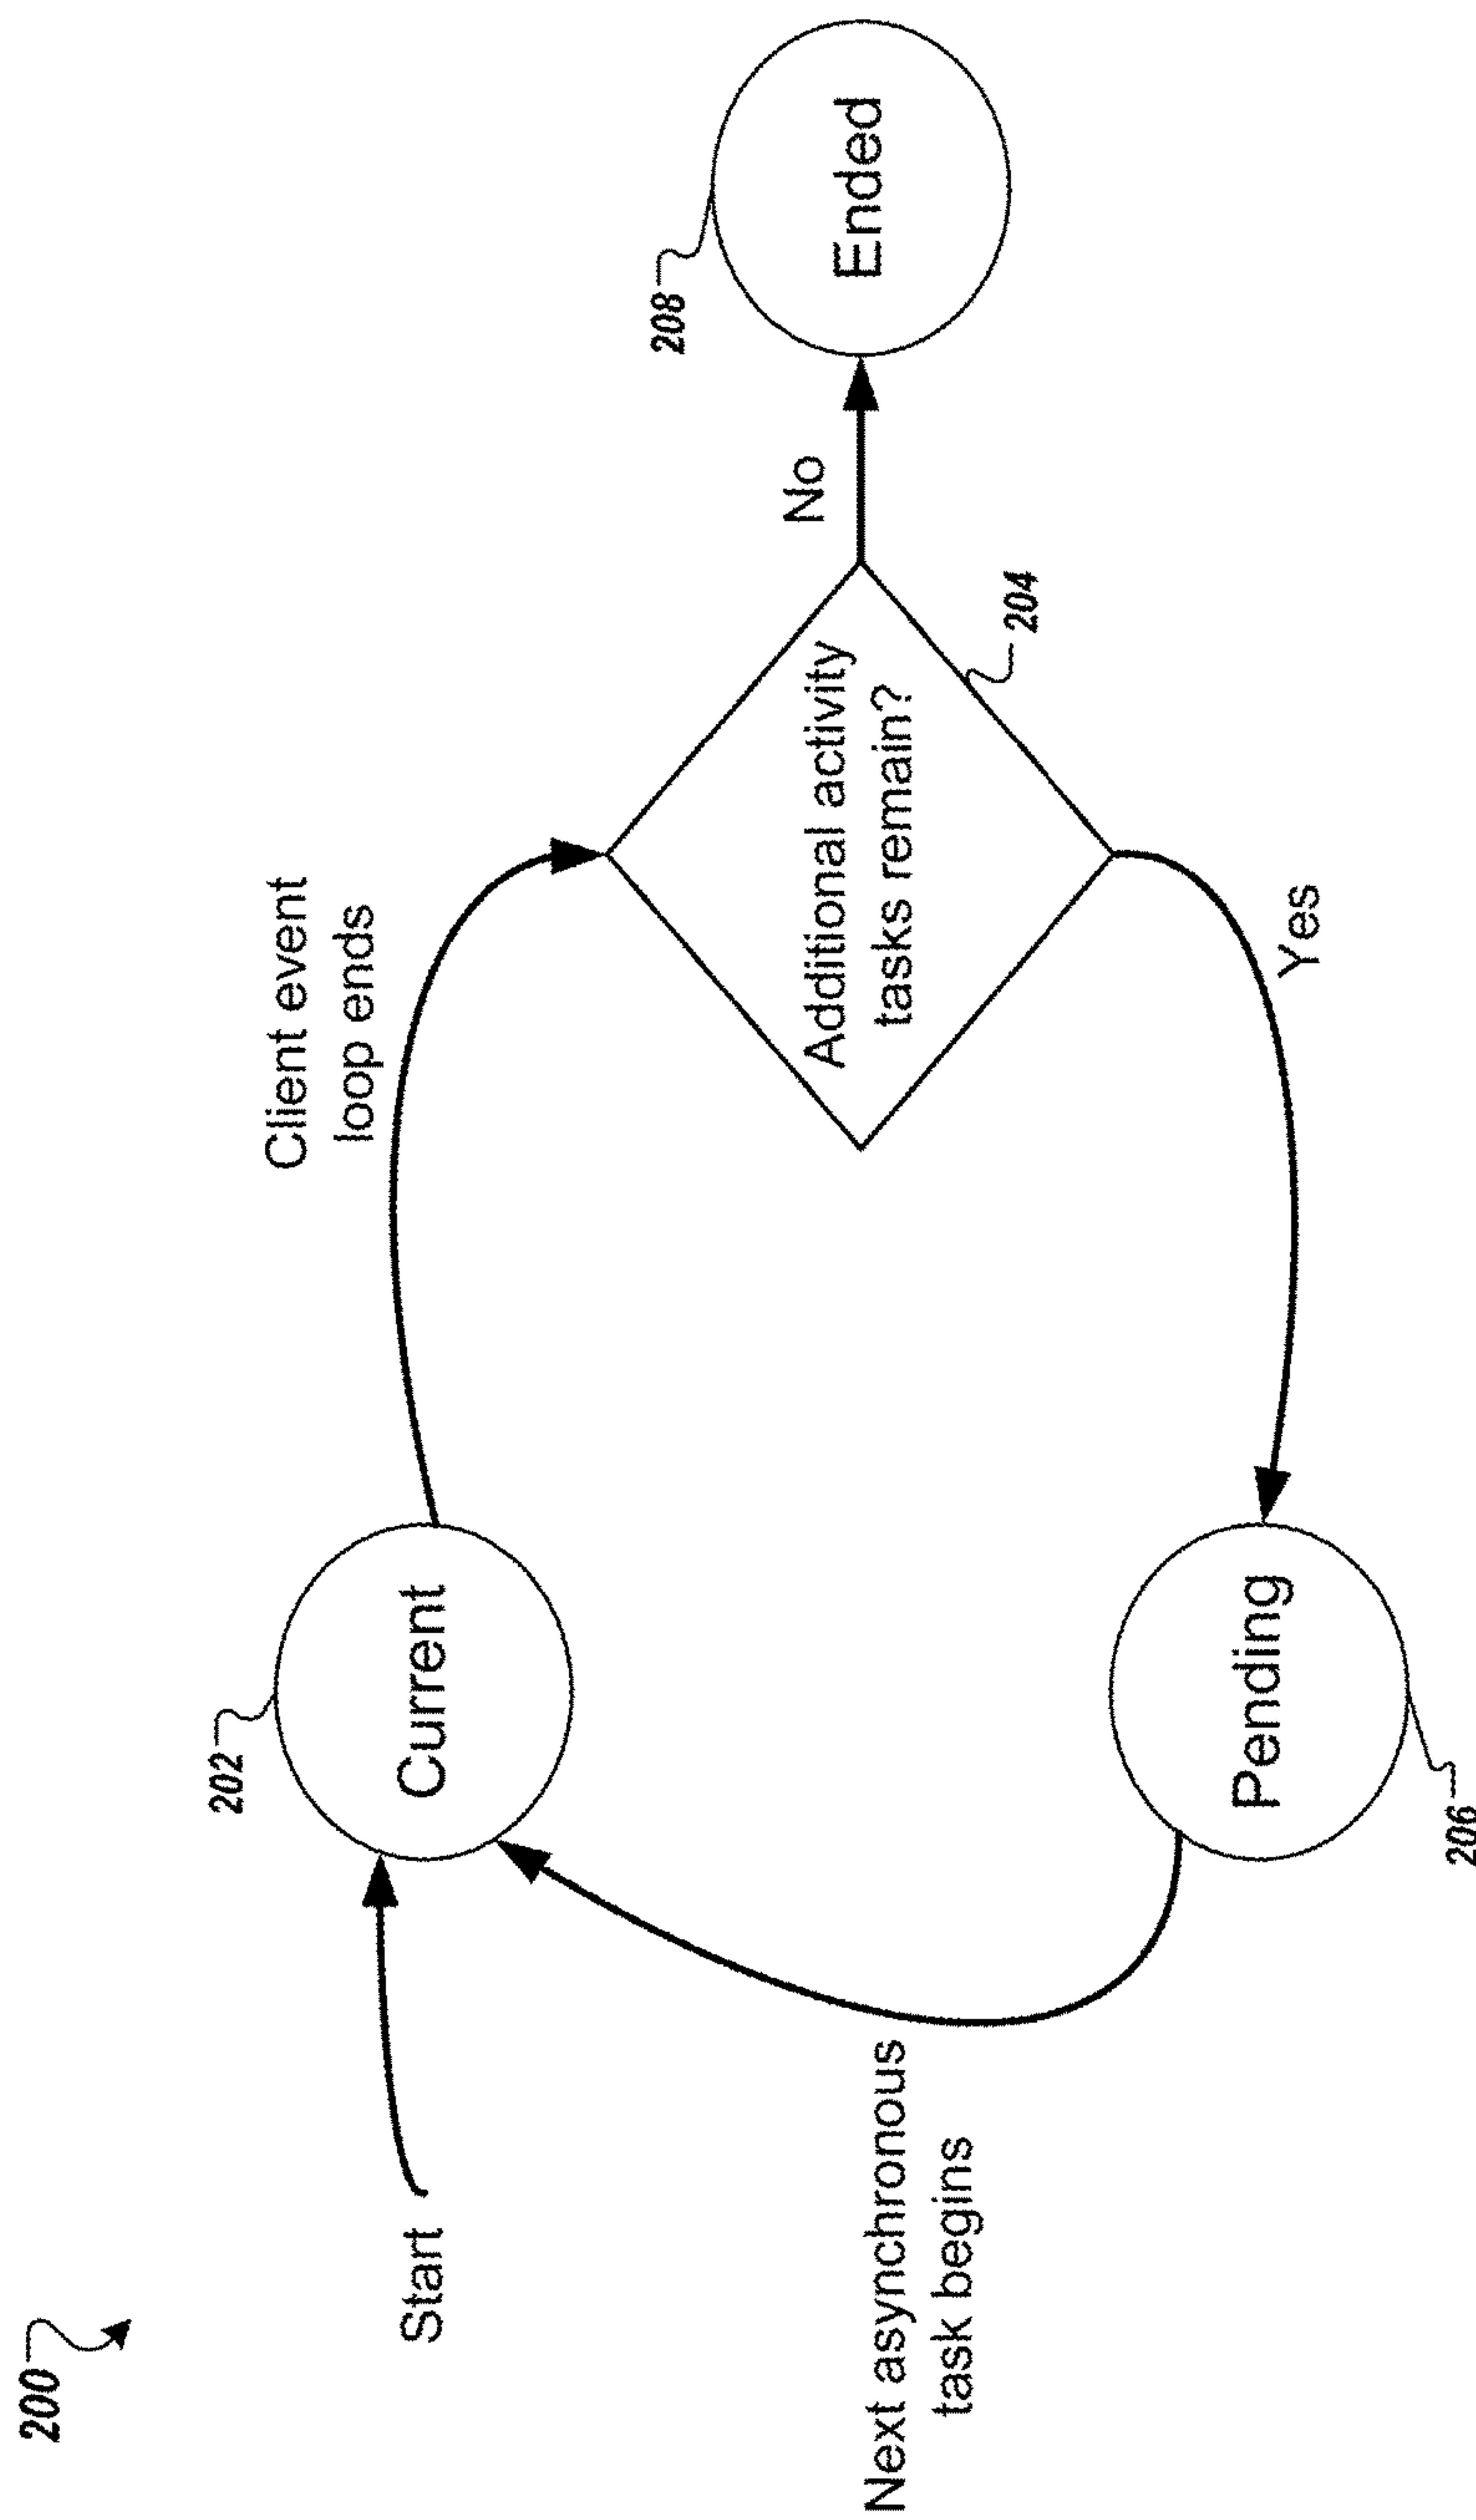 200
Start
202
Current
Client event
loop ends
Additional activity
tasks remain?
204
No
208
Ended
Yes
Pending
206
Next asynchronous
task begins